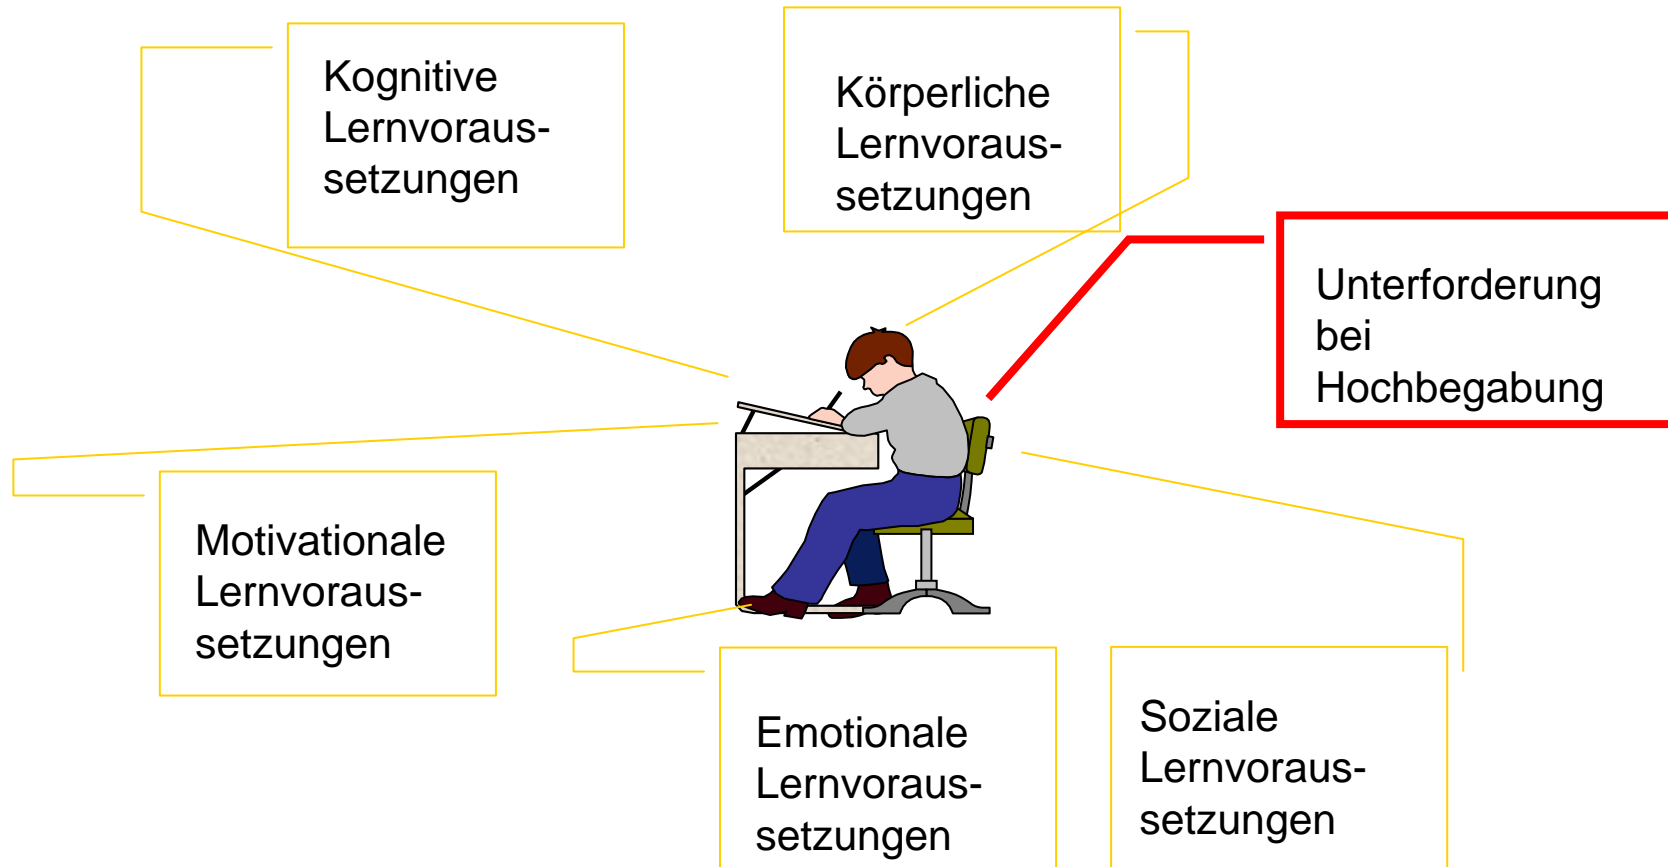 Kognitive
Lernvoraus-
setzungen
Körperliche
Lernvoraus-
setzungen
Unterforderung
bei
Hochbegabung
Motivationale
Lernvoraus-
setzungen
Emotionale
Lernvoraus-
setzungen
Soziale
Lernvoraus-
setzungen